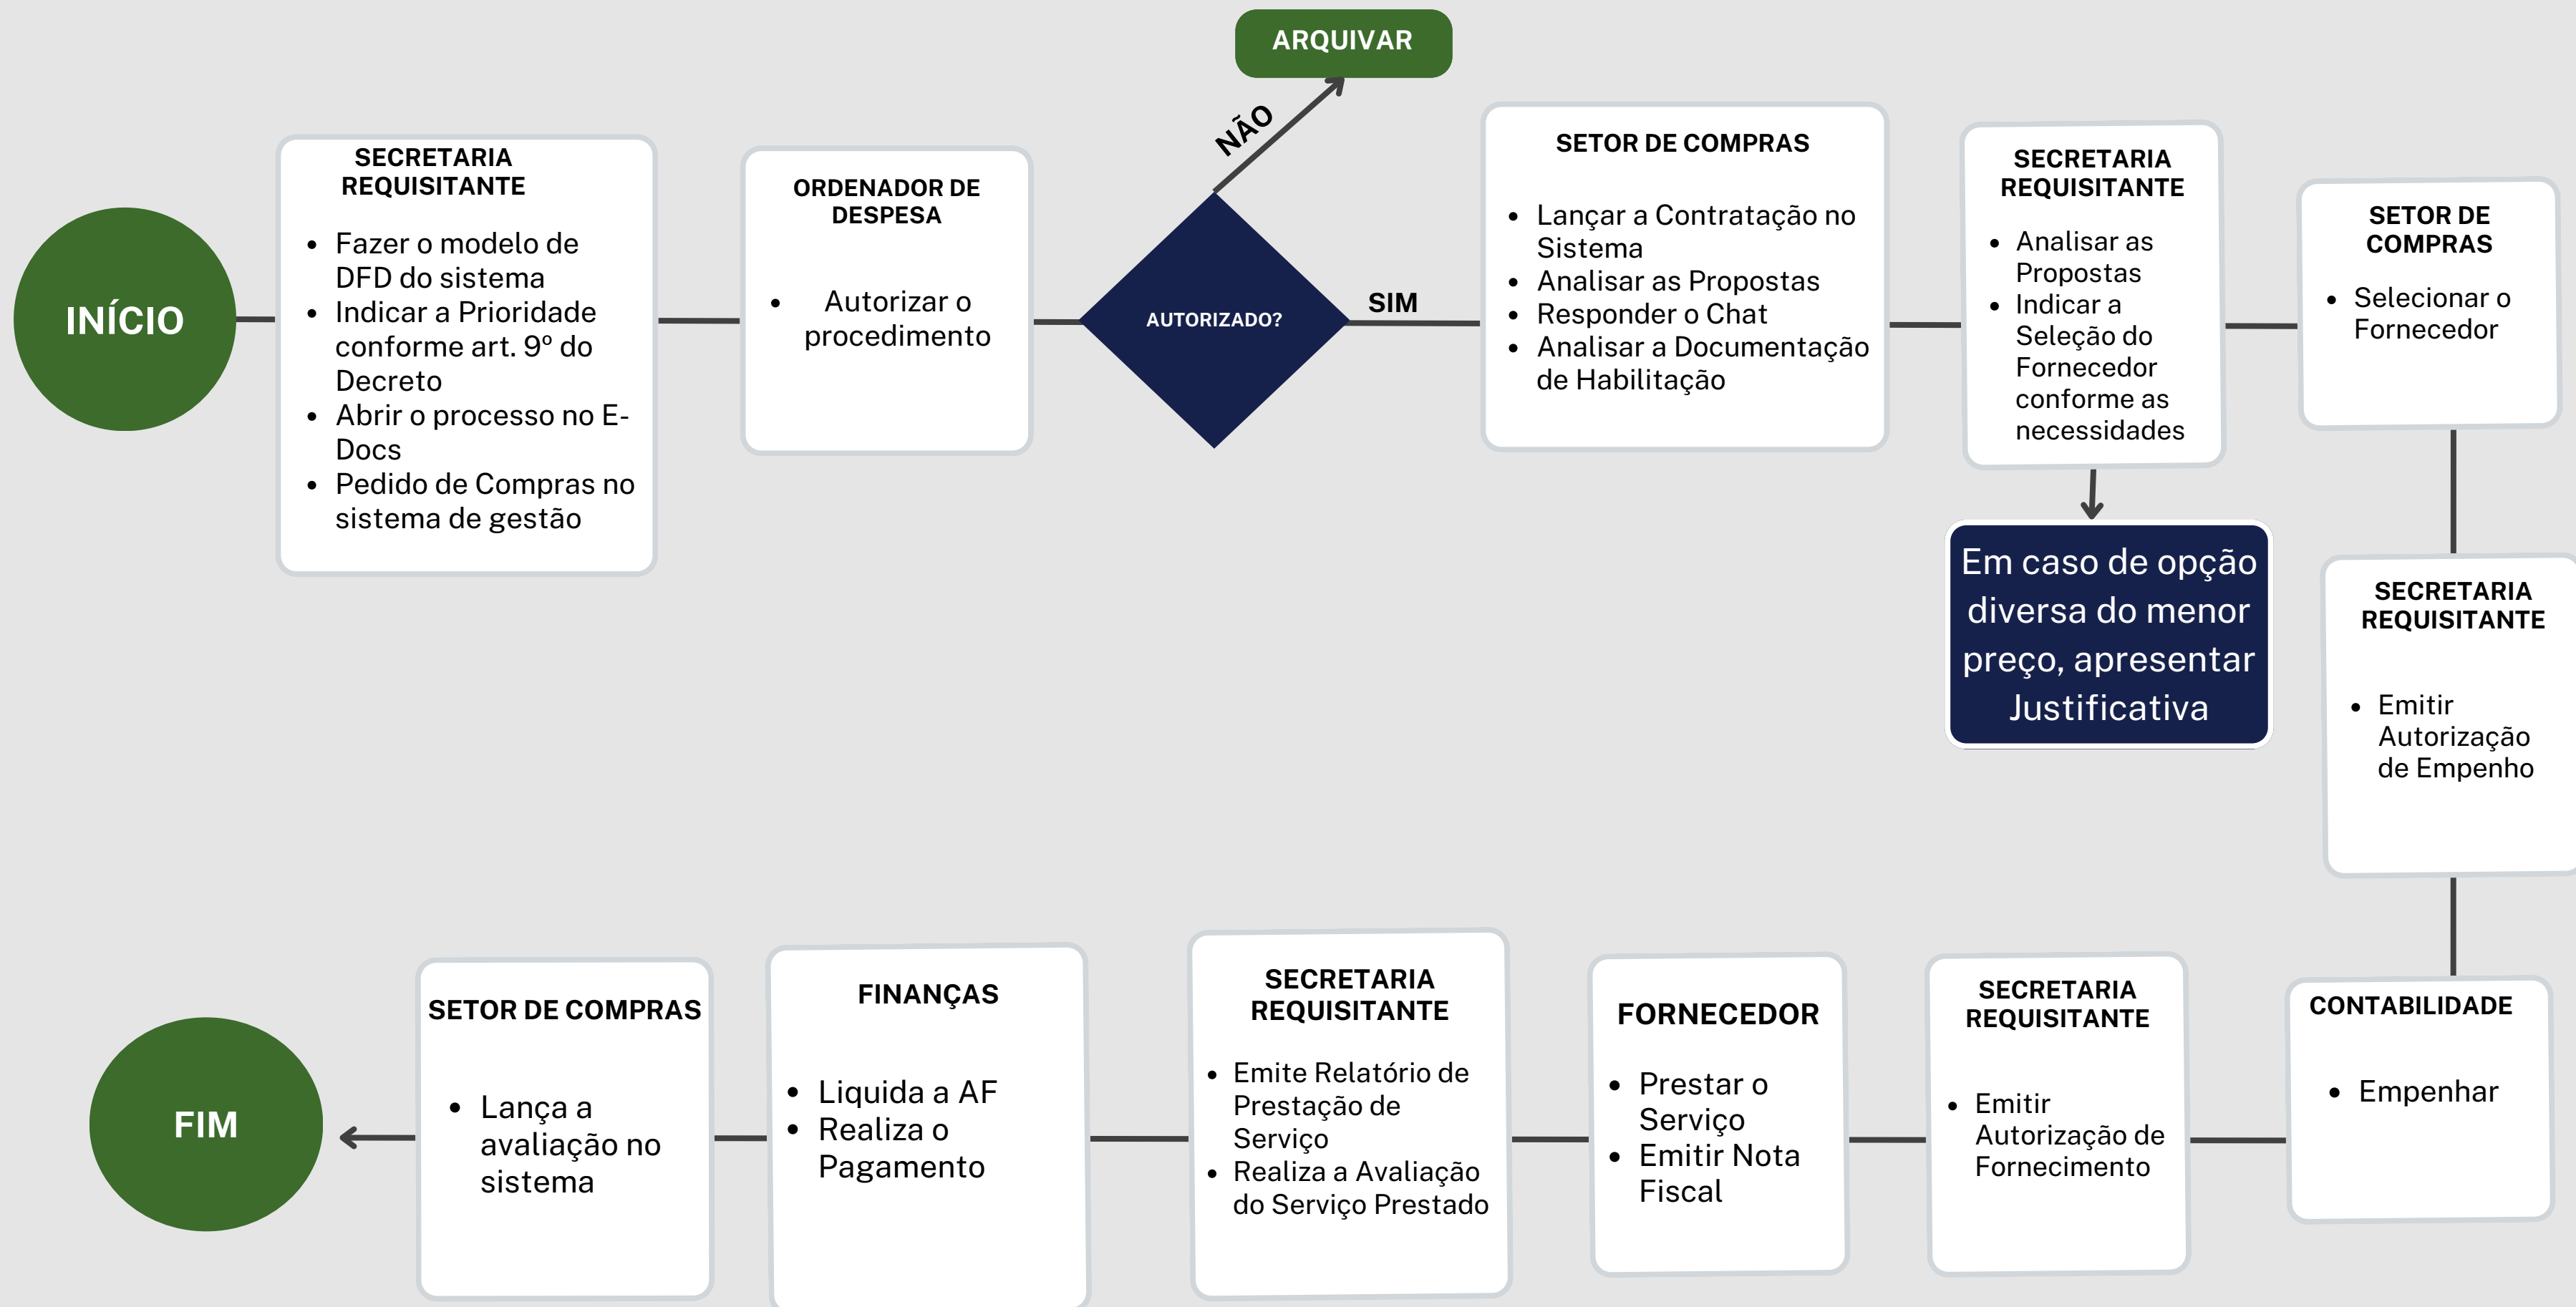 ARQUIVAR
NÃO
INÍCIO
SECRETARIA
REQUISITANTE
• Fazer o modelo de
DFD do sistema
• Indicar a Prioridade
conforme art. 9º do
Decreto
• Abrir o processo no E-
Docs
• Pedido de Compras no
sistema de gestão
ORDENADOR DE
DESPESA
• Autorizar o
procedimento
AUTORIZADO?
SIM
SETOR DE COMPRAS
• Lançar a Contratação no
Sistema
• Analisar as Propostas
• Responder o Chat
• Analisar a Documentação
de Habilitação
SECRETARIA
REQUISITANTE
• Analisar as
Propostas
• Indicar a
Seleção do
Fornecedor
conforme as
necessidades
Em caso de opção
diversa do menor
preço, apresentar
Justificativa
SETOR DE
COMPRAS
• Selecionar o
Fornecedor
SECRETARIA
REQUISITANTE
• Emitir
Autorização
de Empenho
CONTABILIDADE
• Empenhar
SECRETARIA
REQUISITANTE
• Emitir
Autorização de
Fornecimento
FORNECEDOR
• Prestar o
Serviço
• Emitir Nota
Fiscal
SECRETARIA
REQUISITANTE
• Emite Relatório de
Prestação de
Serviço
• Realiza a Avaliação
do Serviço Prestado
FINANÇAS
• Liquida a AF
• Realiza o
Pagamento
SETOR DE COMPRAS
• Lança a
avaliação no
sistema
FIM